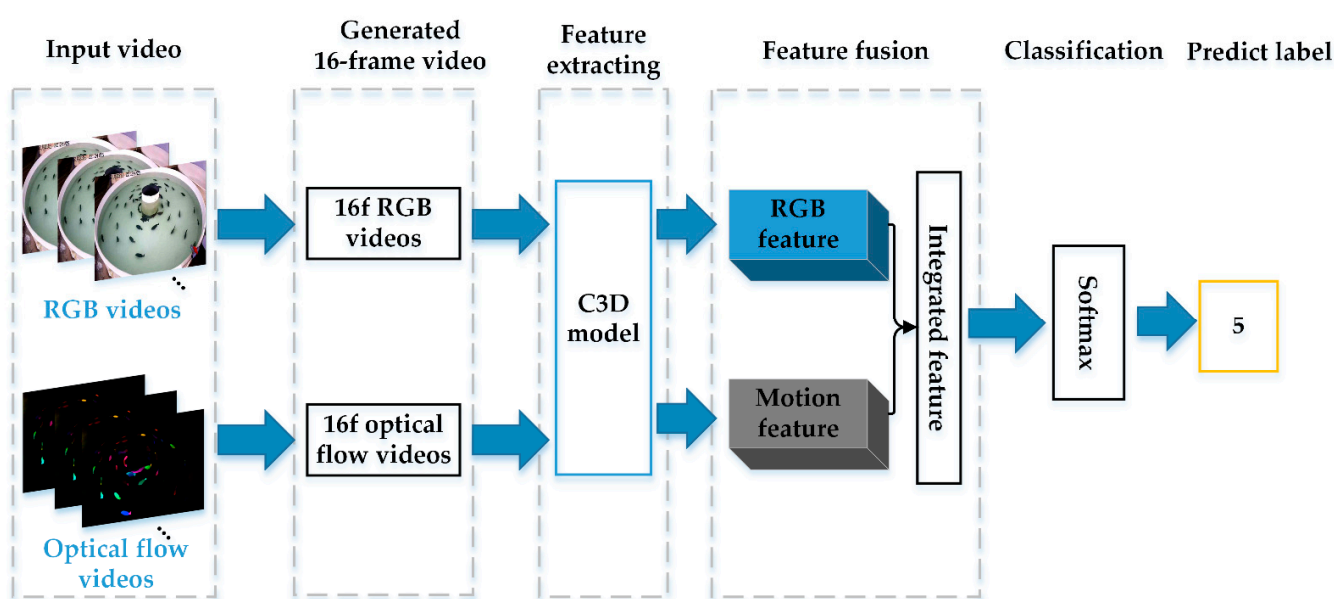 Input video
Generated
16-frame video
Feature
extracting
Feature fusion
Classification
Predict label
RGB videos
Optical flow
videos
16f RGB
videos
16f optical
flow videos
C3D
model
RGB
feature
Motion
feature
Integrated feature
Softmax
5